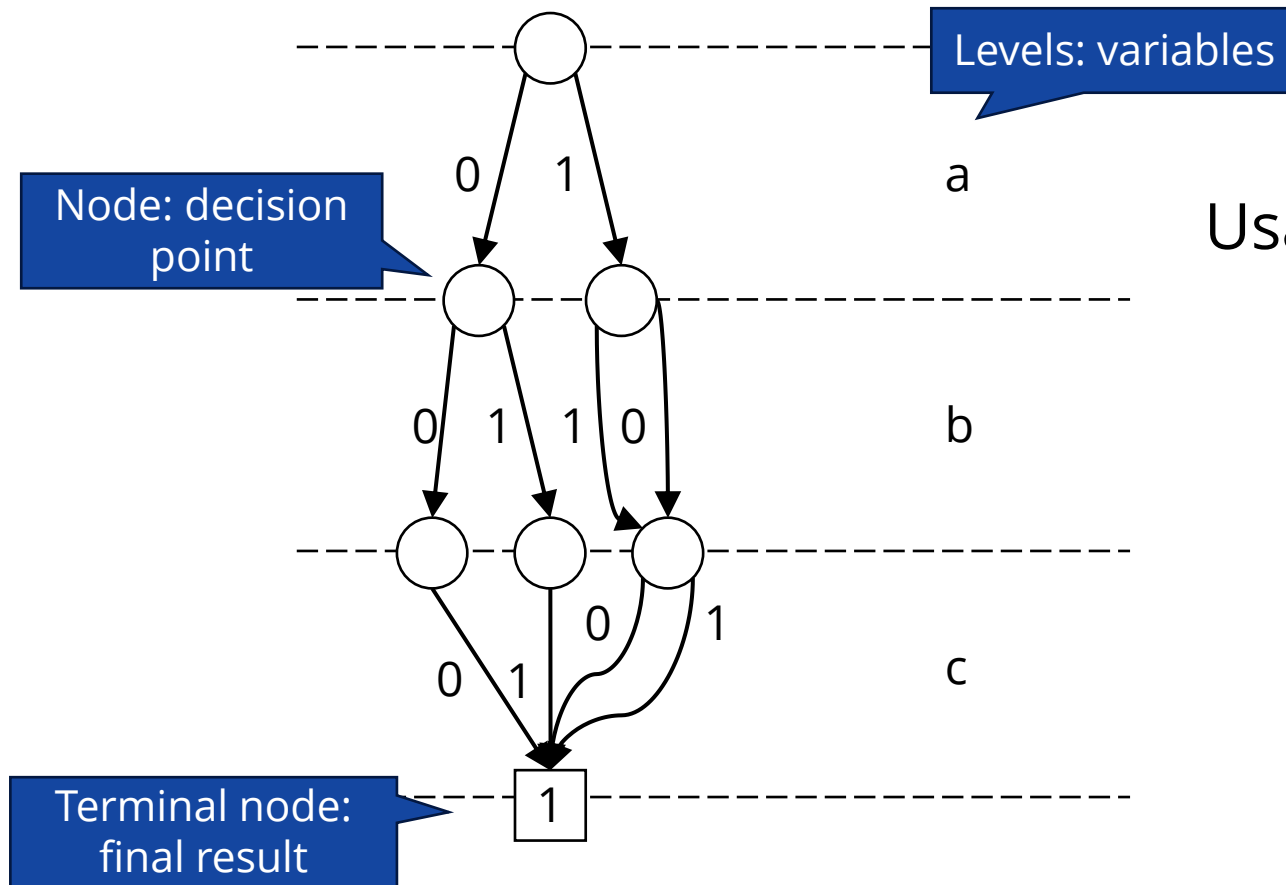 Levels: variables
0 1 a
Node: decision
point
0 1 1 0 b
0 1
0 1 c
1
Terminal node:
final result